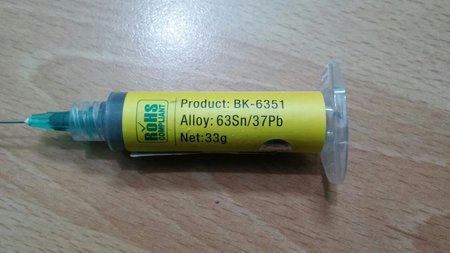 ROHS
COMPLIANT
Product: BK-6351
Alloy: 63Sn/37Pb
Net:33g